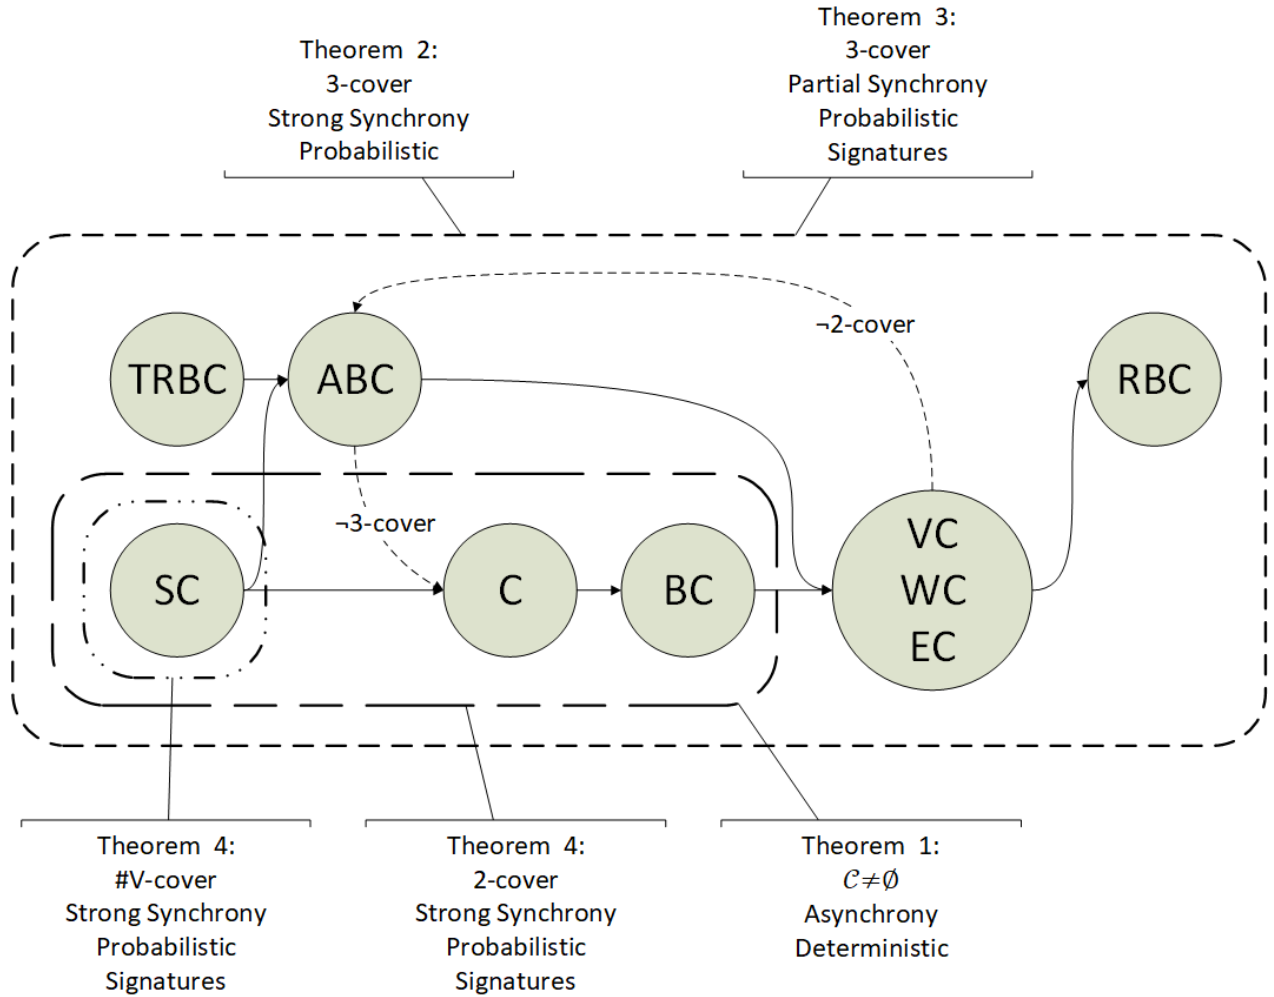 Theorem 2:
3-cover
Strong Synchrony
Probabilistic
Theorem 3:
3-cover
Partial Synchrony
Probabilistic
Signatures
¬2-cover
TRBC
ABC
RBC
¬3-cover
SC
C
BC
VC
WC
EC
Theorem 4:
#V-cover
Strong Synchrony
Probabilistic
Signatures
Theorem 4:
2-cover
Strong Synchrony
Probabilistic
Signatures
Theorem 1:
𝒞≠∅
Asynchrony
Deterministic